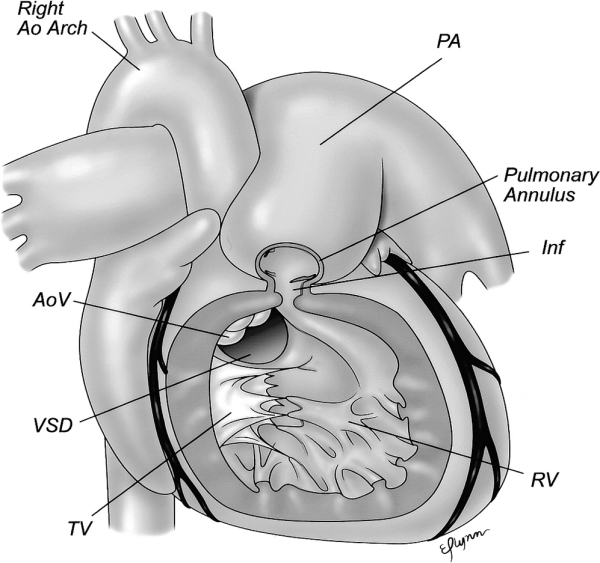 Right
Ao Arch
PA
Pulmonary
Annulus
Inf
AoV
VSD
TV
RV
EFlynn